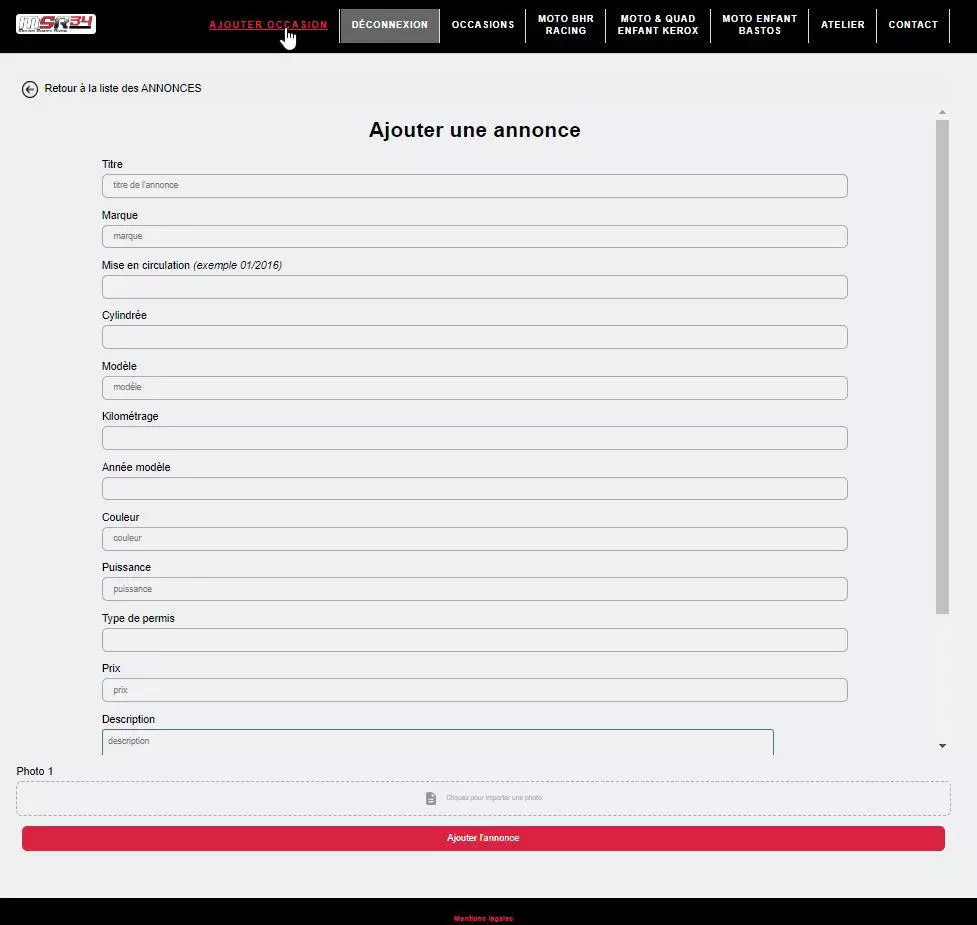 MSR34
AJOUTER OCCASION
DÉCONNEXION
OCCASIONS
MOTO BHR
RACING
MOTO & QUAD
ENFANT KEROX
MOTO ENFANT
BASTOS
ATELIER
CONTACT
Retour à la liste des ANNONCES
Ajouter une annonce
Titre
titre de l'annonce
Marque
marque
Mise en circulation (exemple 01/2016)
Cylindrée
Modèle
modèle
Kilométrage
Année modèle
Couleur
couleur
Puissance
puissance
Type de permis
Prix
prix
Description
description
Photo 1
Cliquez pour importer une photo
Ajouter l'annonce
Mentions légales